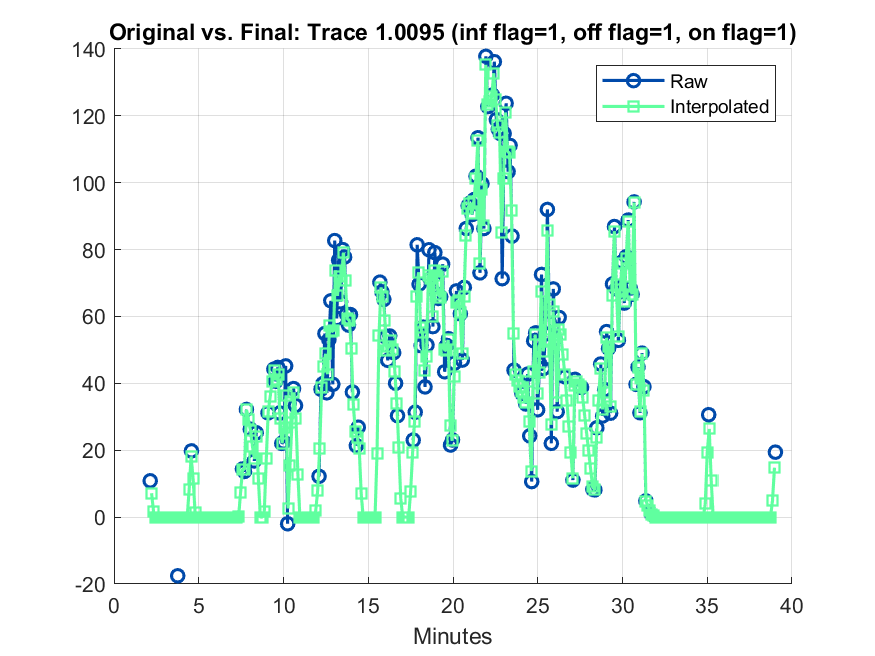 Original vs. Final: Trace 1.0095 (inf flag=1, off flag=1, on flag=1)
140
120
100
80
60
40
20
0
-20
Raw
Interpolated
0 5 10 15 20 25 30 35 40
Minutes